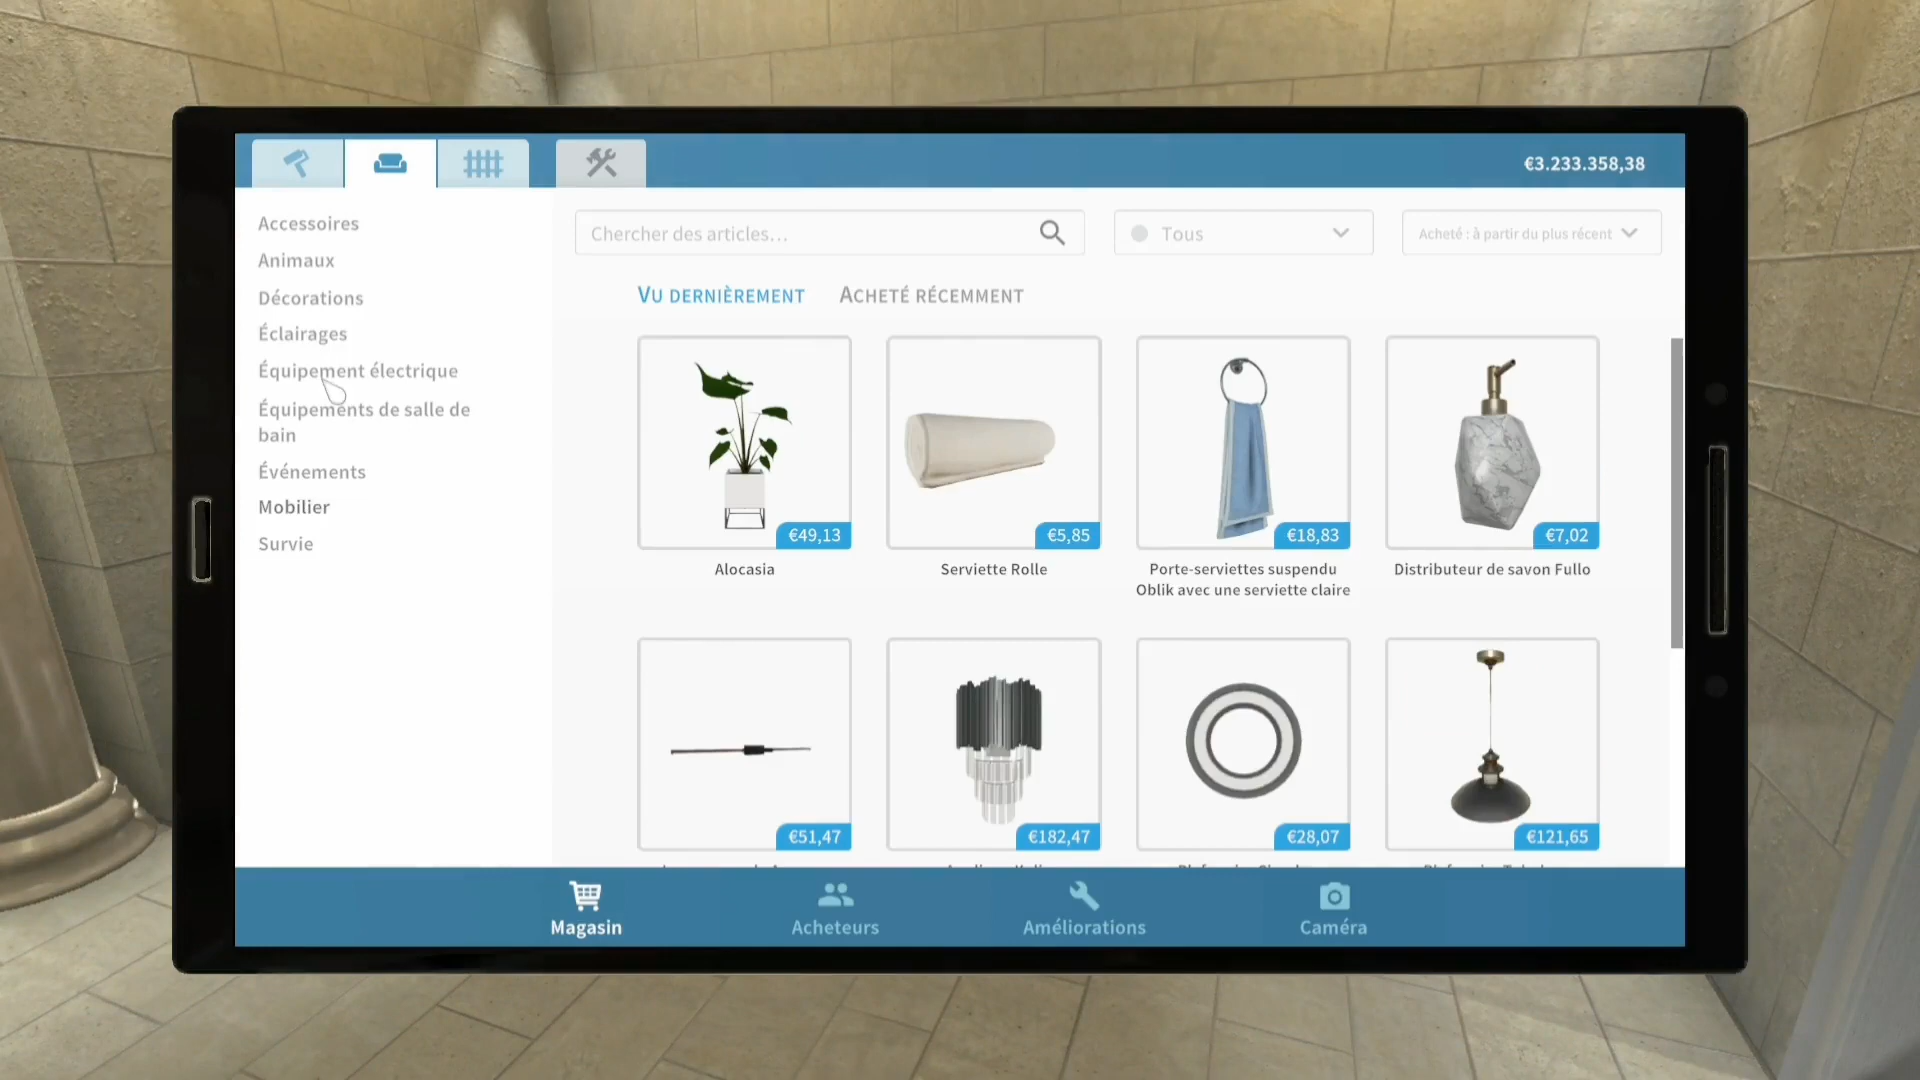 €3.233.358,38
Accessoires
Animaux
Décorations
Éclairages
Équipement électrique
Équipements de salle de
bain
Événements
Mobilier
Survie
Chercher des articles...
Tous
Acheté : à partir du plus récent
VU DERNIÈREMENT
ACHETÉ RÉCEMMENT
€49,13
€5,85
€18,83
€7,02
Alocasia
Serviette Rolle
Porte-serviettes suspendu
Oblik avec une serviette claire
Distributeur de savon Fullo
€51,47
€182,47
€28,07
€121,65
Magasin
Acheteurs
Améliorations
Caméra